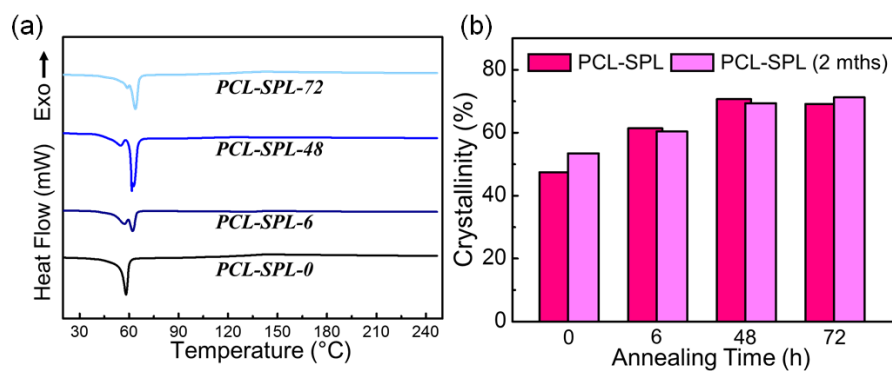 (a)
Exo
Heat Flow (mW)
PCL-SPL-72
PCL-SPL-48
PCL-SPL-6
PCL-SPL-0
30 60 90 120 150 180 210 240
Temperature (°C)
(b)
PCL-SPL
PCL-SPL (2 mths)
Crystallinity (%)
80
60
40
20
0
0 6 48 72
Annealing Time (h)